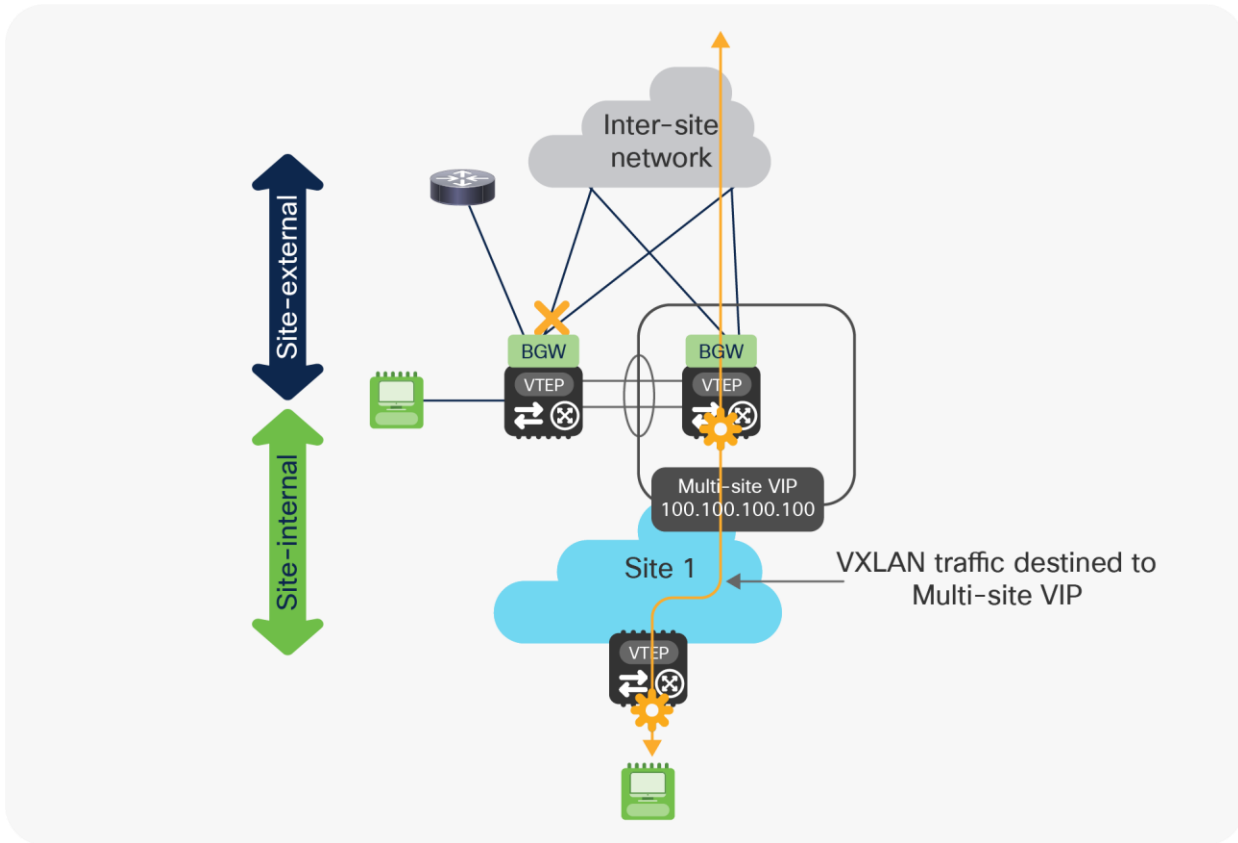 Inter-site
network
Site-external
BGW
BGW
VTEP
VTEP
Multi-site VIP
100.100.100.100
Site-internal
Site 1
VXLAN traffic destined to
Multi-site VIP
VTEP